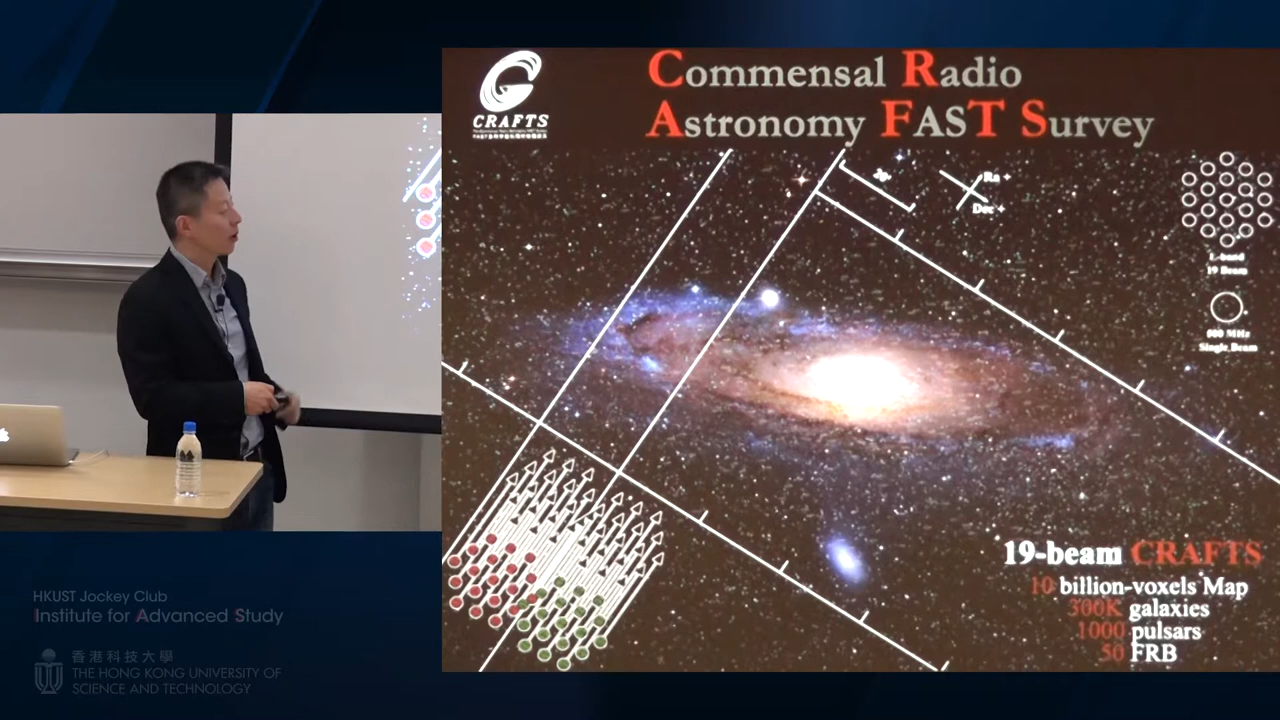 Commensal Radio
Astronomy FAST Survey
CRAFTS
Ra +
Dec +
L-band
19 Beam
Single Beam
19-beam CRAFTS
10 billion-voxels Map
300K galaxies
1000 pulsars
50 FRB
HKUST Jockey Club
Institute for Advanced Study
香港科技大學
THE HONG KONG UNIVERSITY OF
SCIENCE AND TECHNOLOGY